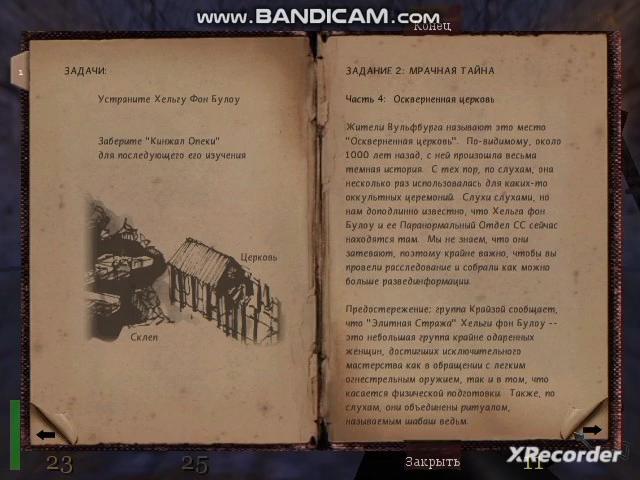 www.BANDICAM.com
Конец
1
ЗАДАЧИ:
Устраните Хельгу Фон Булоу
Заберите "Кинжал Опеки"
для последующего его изучения
Церковь
Склеп
ЗАДАНИЕ 2: МРАЧНАЯ ТАЙНА
Часть 4: Оскверненная церковь
Жители Вульфбурга называют это место
"Оскверненная церковь". По-видимому, около
1000 лет назад, с ней произошла весьма
темная история. С тех пор, по слухам, она
несколько раз использовалась для каких-то
оккультных церемоний. Слухи слухами, но
нам доподлинно известно, что Хельга фон
Булоу и ее Паранормальный Отдел СС сейчас
находятся там. Мы не знаем, что они
затевают, поэтому крайне важно, чтобы вы
провели расследование и собрали как можно
больше развединформации.
Предостережение: группа Крайзой сообщает,
что "Элитная Стража" Хельги фон Булоу --
это небольшая группа крайне одаренных
женщин, достигших исключительного
мастерства как в обращении с легким
огнестрельным оружием, так и в том, что
касается физической подготовки. Также, по
слухам, они объединены ритуалом,
называемым шабаш ведьм.
23
25
Закрыть
11
XRecorder